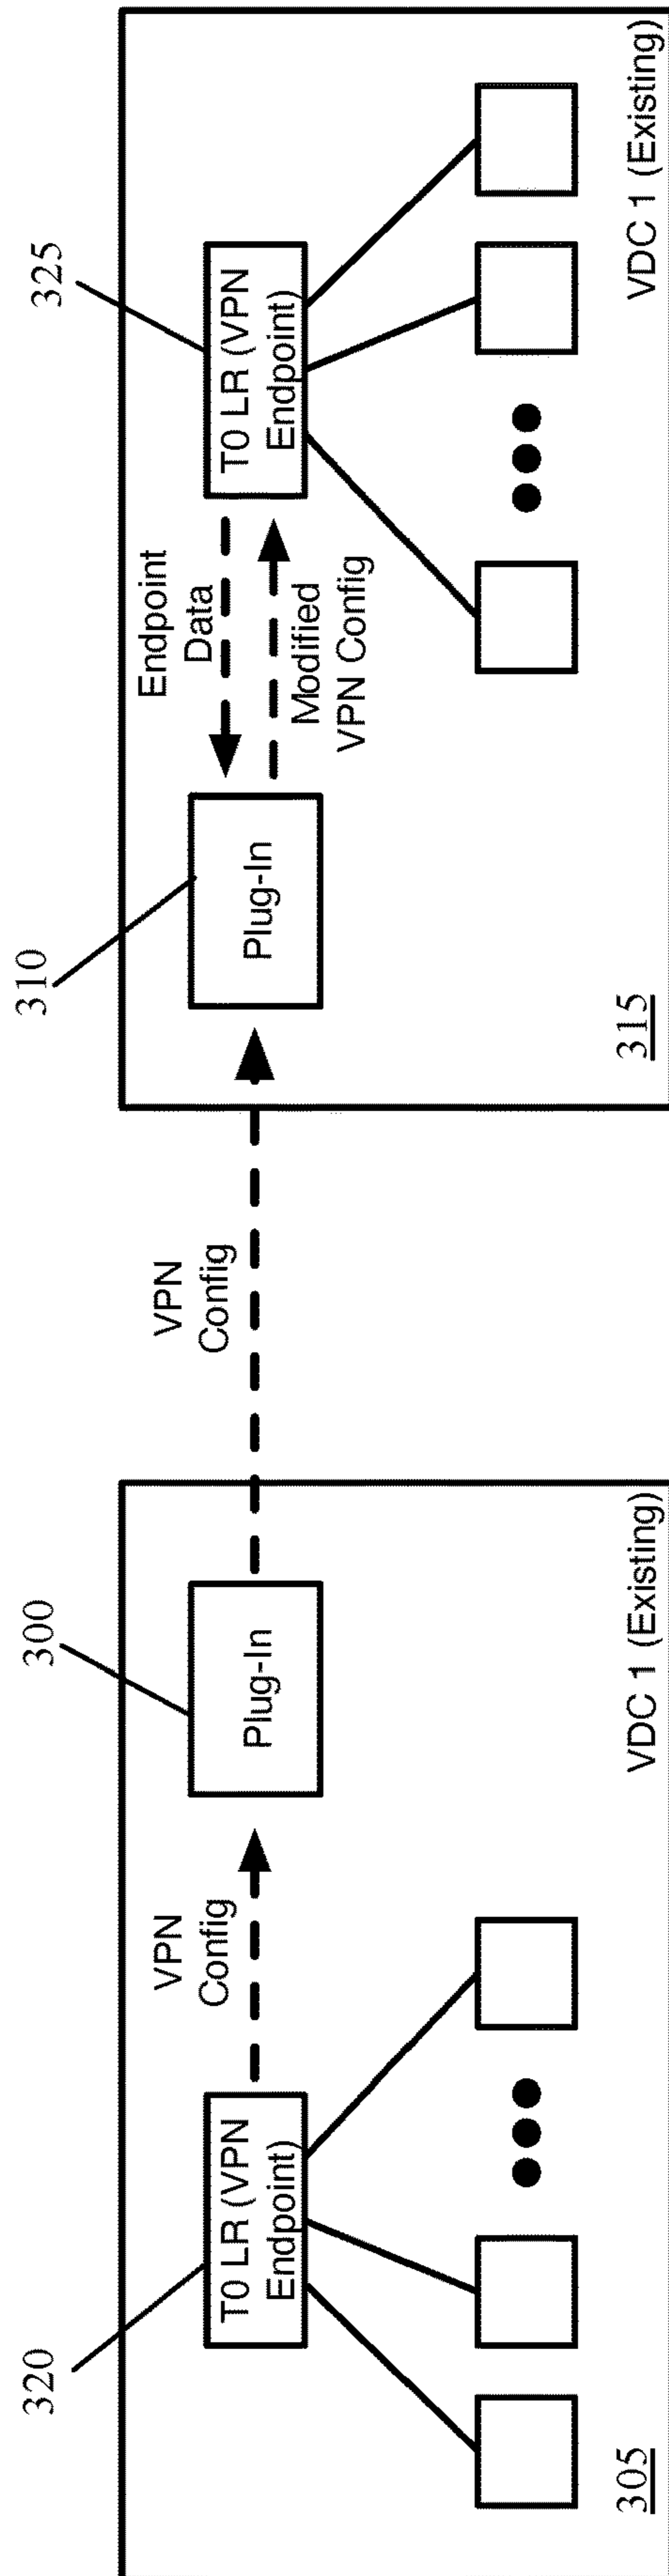 320
T0 LR (VPN
Endpoint)
VPN
Config
300
Plug-In
305
VDC 1 (Existing)
VPN
Config
310
Plug-In
Endpoint
Data
Modified
VPN Config
325
T0 LR (VPN
Endpoint)
315
VDC 1 (Existing)